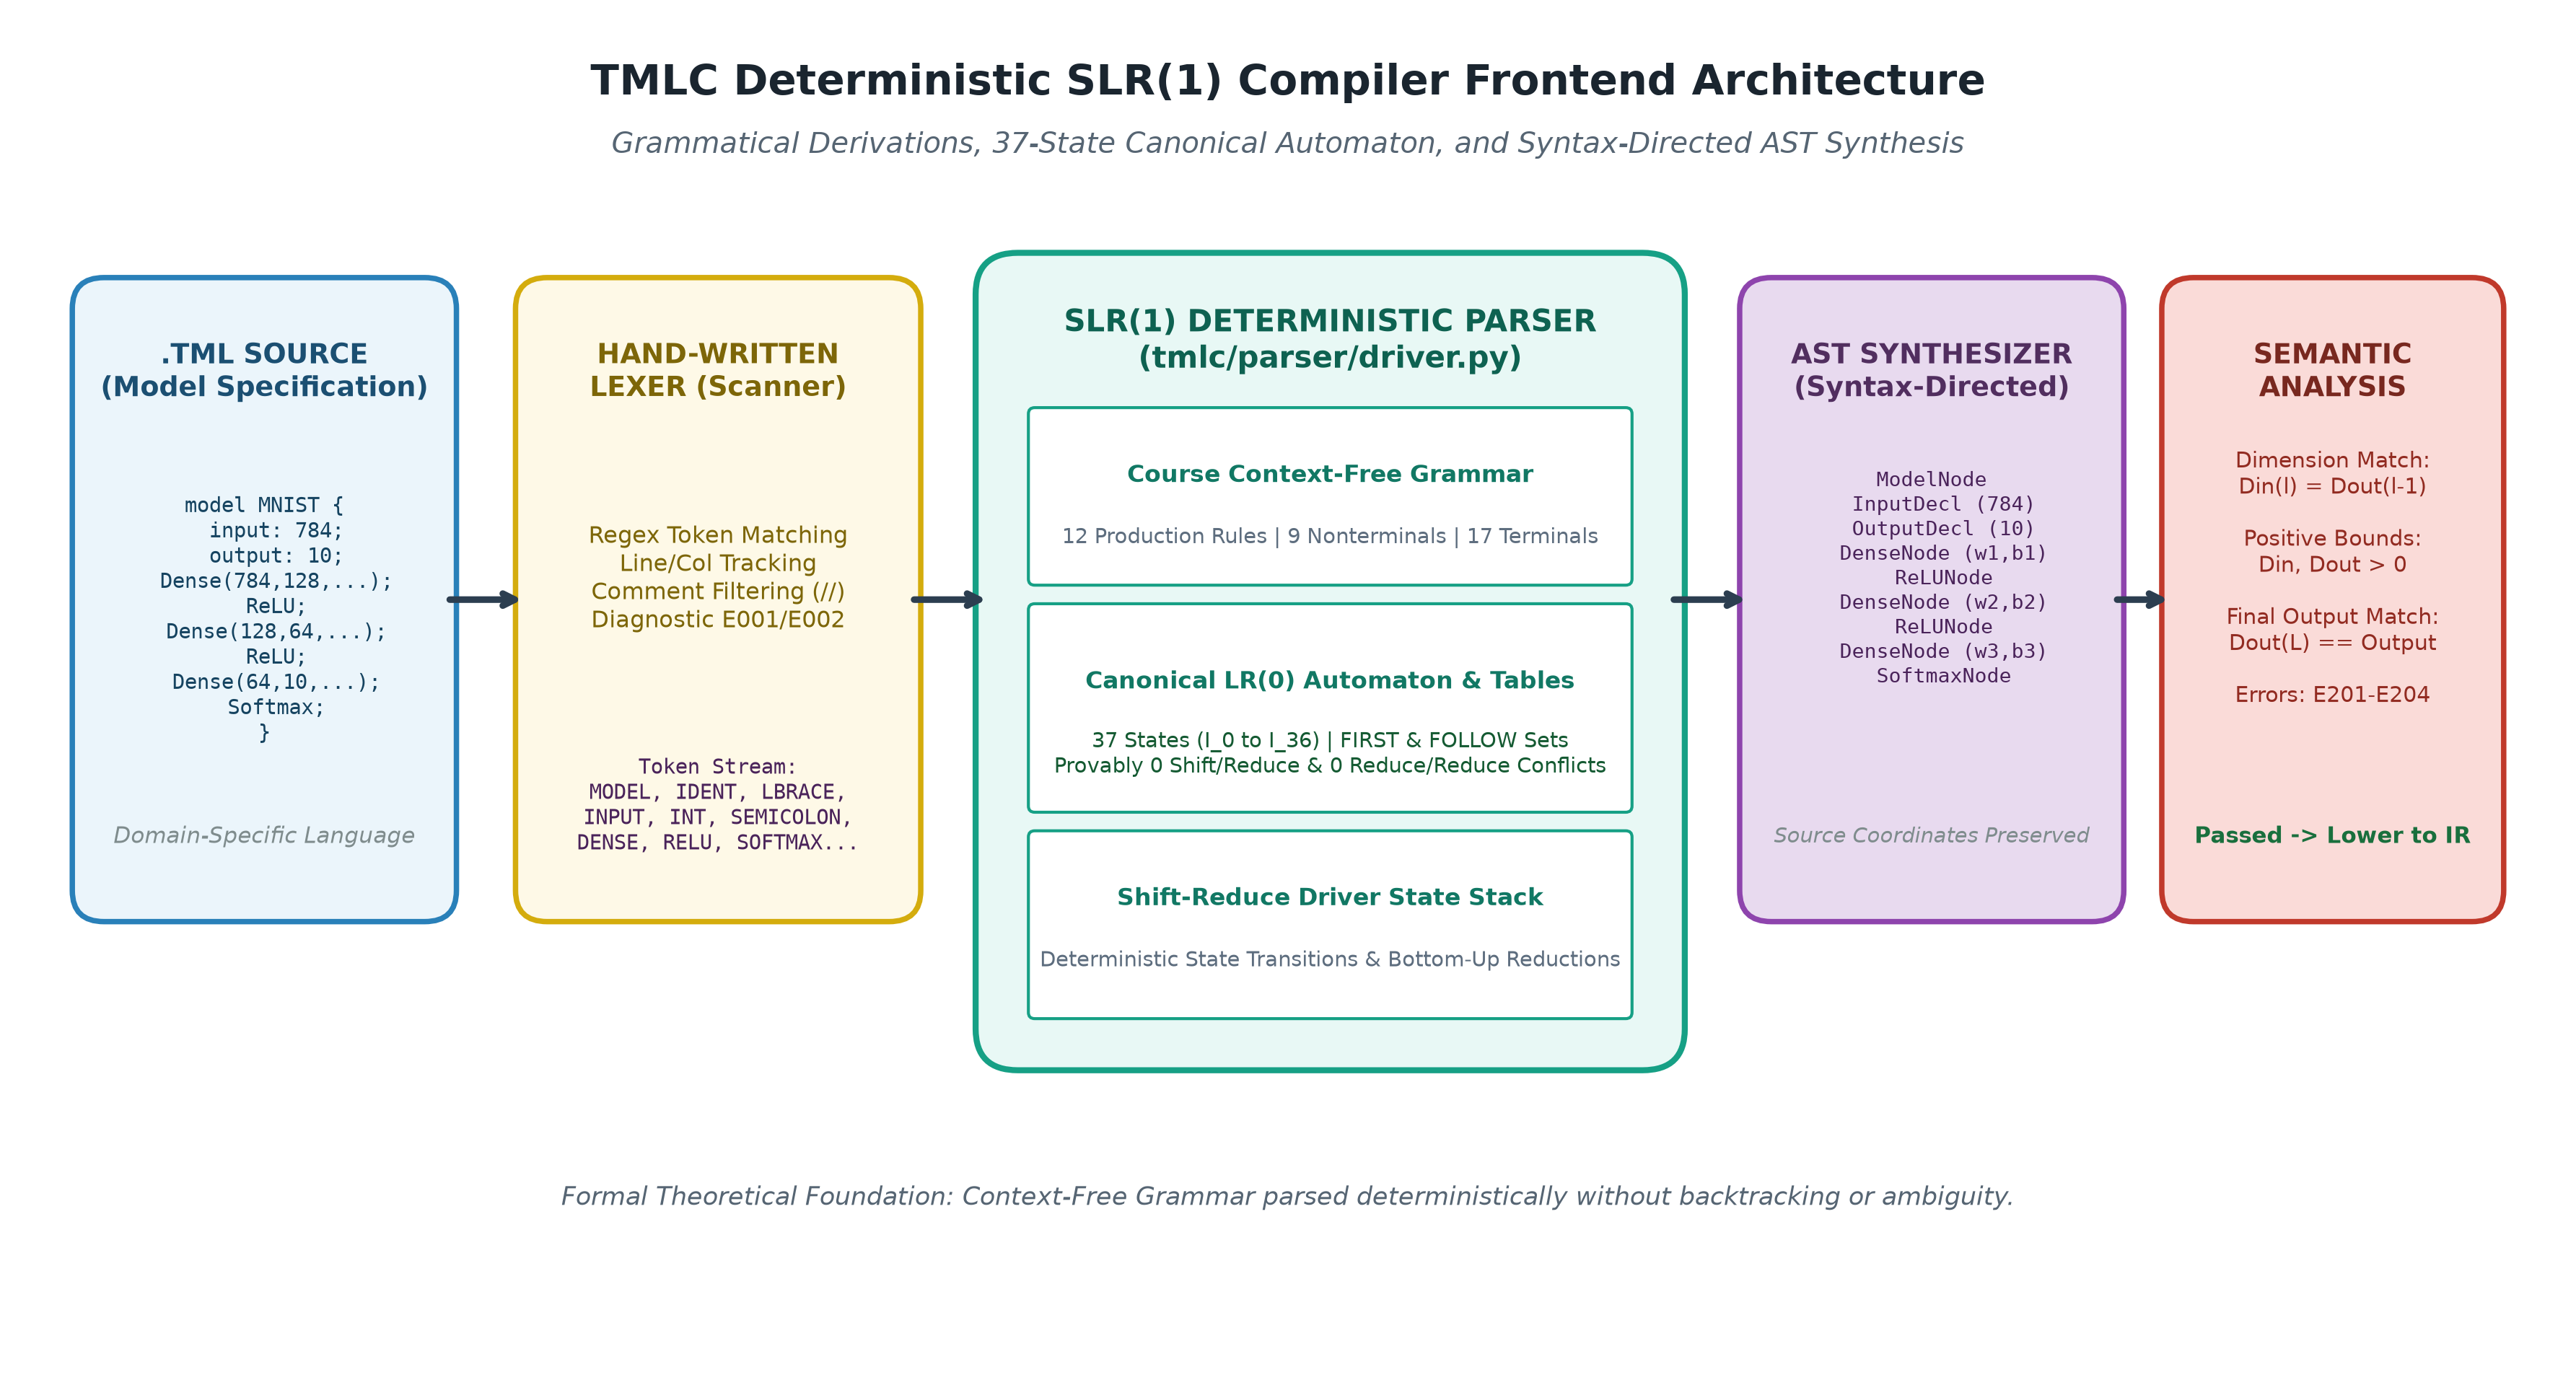 TMLC Deterministic SLR(1) Compiler Frontend Architecture
Grammatical Derivations, 37-State Canonical Automaton, and Syntax-Directed AST Synthesis
.TML SOURCE
(Model Specification)
model MNIST {
input: 784;
output: 10;
Dense(784,128,...);
ReLU;
Dense(128,64,...);
ReLU;
Dense(64,10,...);
Softmax;
}
Domain-Specific Language
HAND-WRITTEN
LEXER (Scanner)
Regex Token Matching
Line/Col Tracking
Comment Filtering (//)
Diagnostic E001/E002
Token Stream:
MODEL, IDENT, LBRACE,
INPUT, INT, SEMICOLON,
DENSE, RELU, SOFTMAX...
SLR(1) DETERMINISTIC PARSER
(tmlc/parser/driver.py)
Course Context-Free Grammar
12 Production Rules | 9 Nonterminals | 17 Terminals
Canonical LR(0) Automaton & Tables
37 States (I_0 to I_36) | FIRST & FOLLOW Sets
Provably 0 Shift/Reduce & 0 Reduce/Reduce Conflicts
Shift-Reduce Driver State Stack
Deterministic State Transitions & Bottom-Up Reductions
AST SYNTHESIZER
(Syntax-Directed)
ModelNode
InputDecl (784)
OutputDecl (10)
DenseNode (w1,b1)
ReLUNode
DenseNode (w2,b2)
ReLUNode
DenseNode (w3,b3)
SoftmaxNode
Source Coordinates Preserved
SEMANTIC
ANALYSIS
Dimension Match:
Din(l) = Dout(l-1)
Positive Bounds:
Din, Dout > 0
Final Output Match:
Dout(L) == Output
Errors: E201-E204
Passed -> Lower to IR
Formal Theoretical Foundation: Context-Free Grammar parsed deterministically without backtracking or ambiguity.